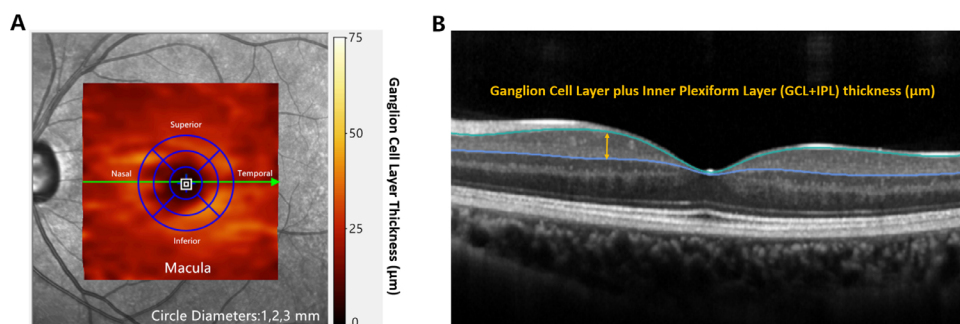 A
B
75
50
25
0
Ganglion Cell Layer Thickness (μm)
Superior
Nasal
Temporal
Inferior
Macula
Circle Diameters:1,2,3 mm
Ganglion Cell Layer plus Inner Plexiform Layer (GCL+IPL) thickness (μm)